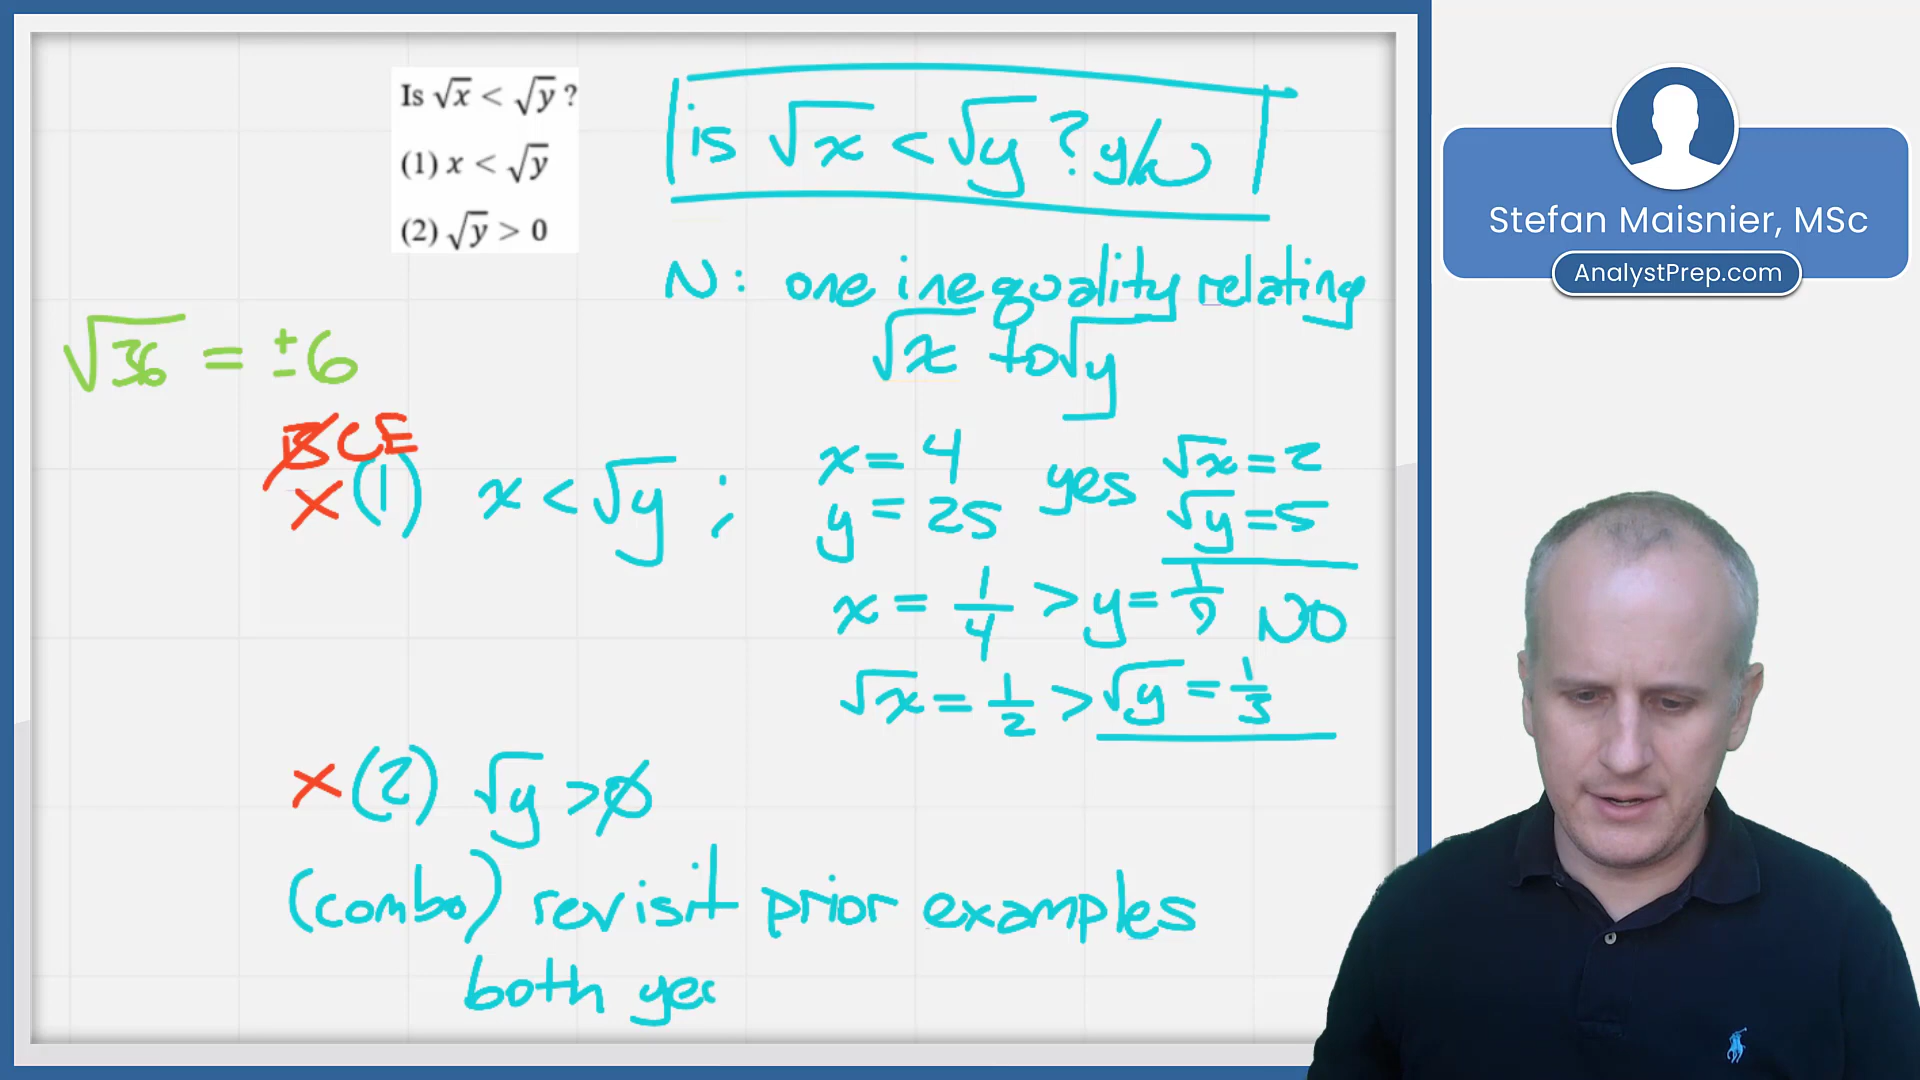 Is √x < √y ?
(1) x < √y
(2) √y > 0
is √x < √y ? y/N
N: one inequality relating
√x to √y
√36 = ±6
B C E
× (1) x < √y ;
x = 4
y = 25
yes
√x = 2
√y = 5
x = 1/4 > y = 1/9 NO
√x = 1/2 > √y = 1/3
× (2) √y > 0
(combo) revisit prior examples
both yes
Stefan Maisnier, MSc
AnalystPrep.com